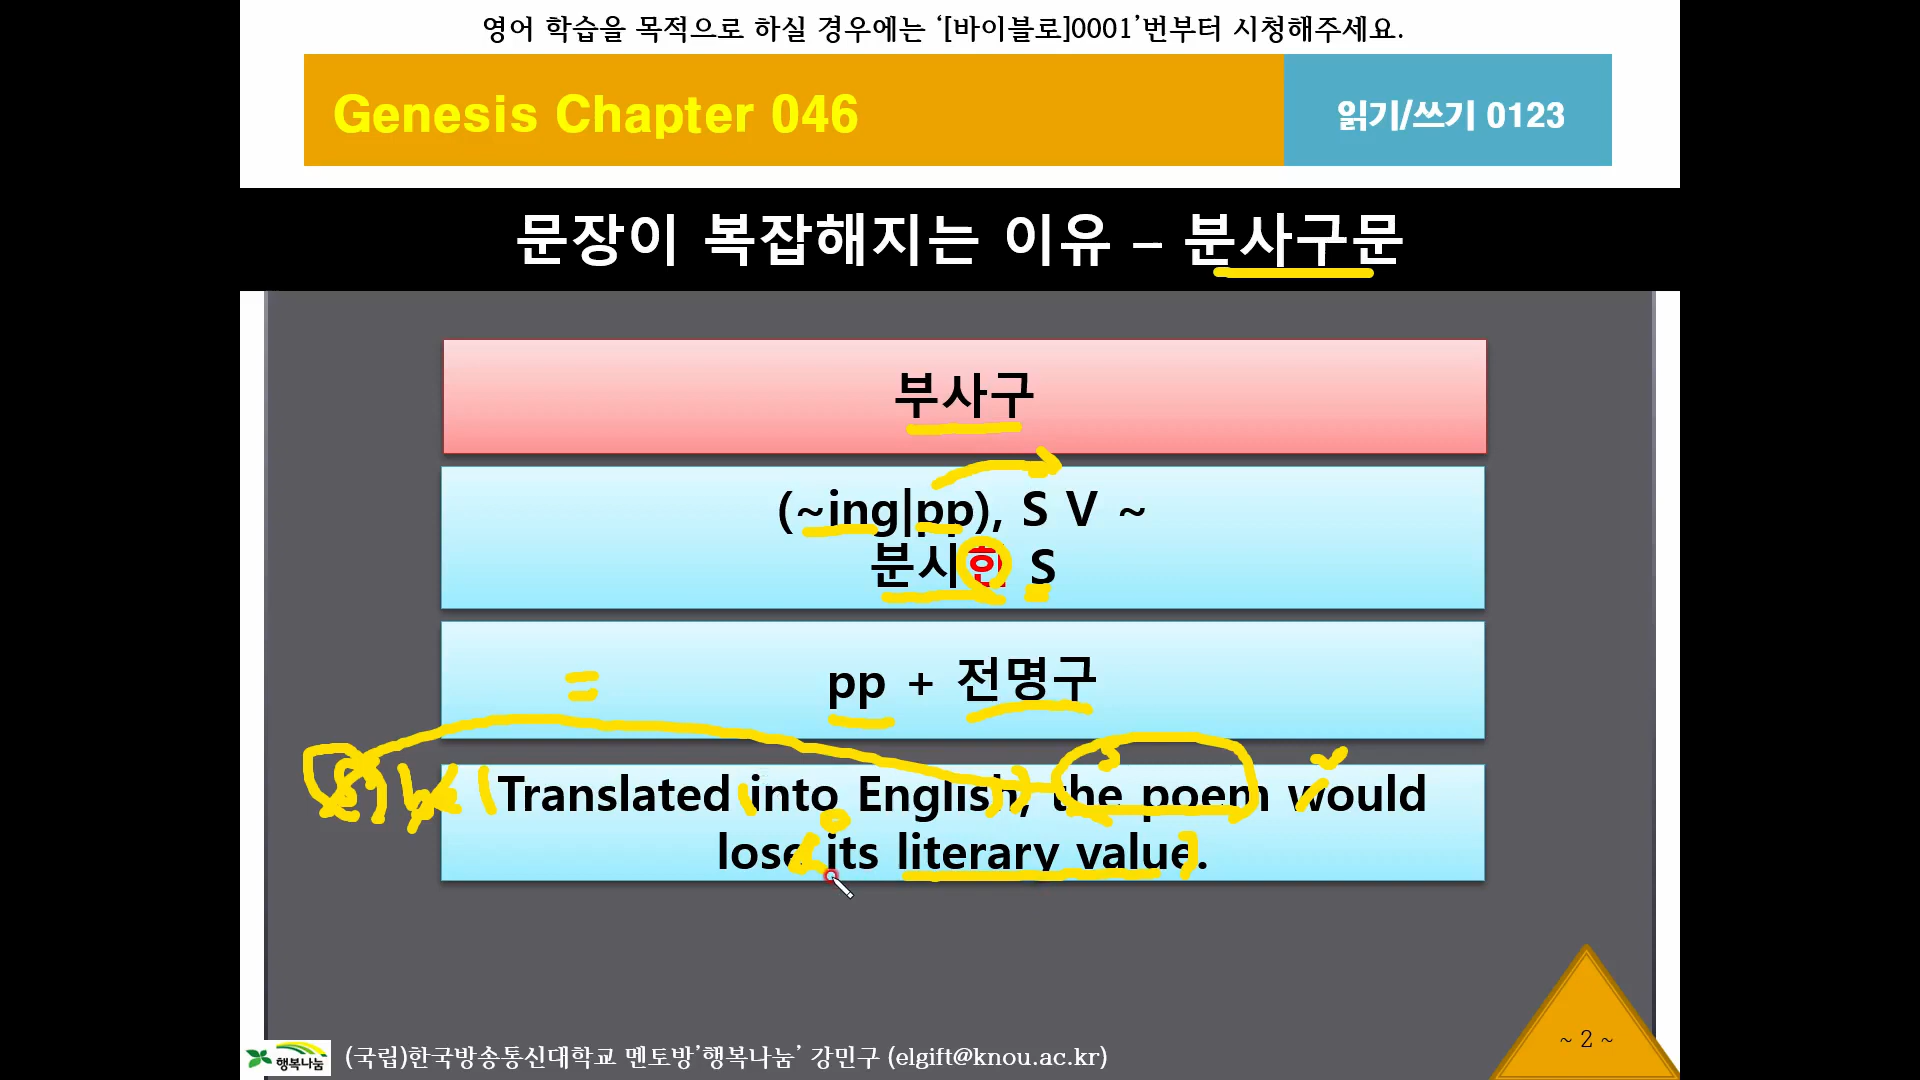 영어 학습을 목적으로 하실 경우에는 ‘[바이블로]0001’번부터 시청해주세요.
Genesis Chapter 046
읽기/쓰기 0123
문장이 복잡해지는 이유 – 분사구문
부사구
(~ing|pp), S V ~
분사한 S
=
pp + 전명구
Translated into English, the poem would
lose its literary value.
~ 2 ~
행복나눔
(국립)한국방송통신대학교 멘토방’행복나눔’ 강민구 (elgift@knou.ac.kr)